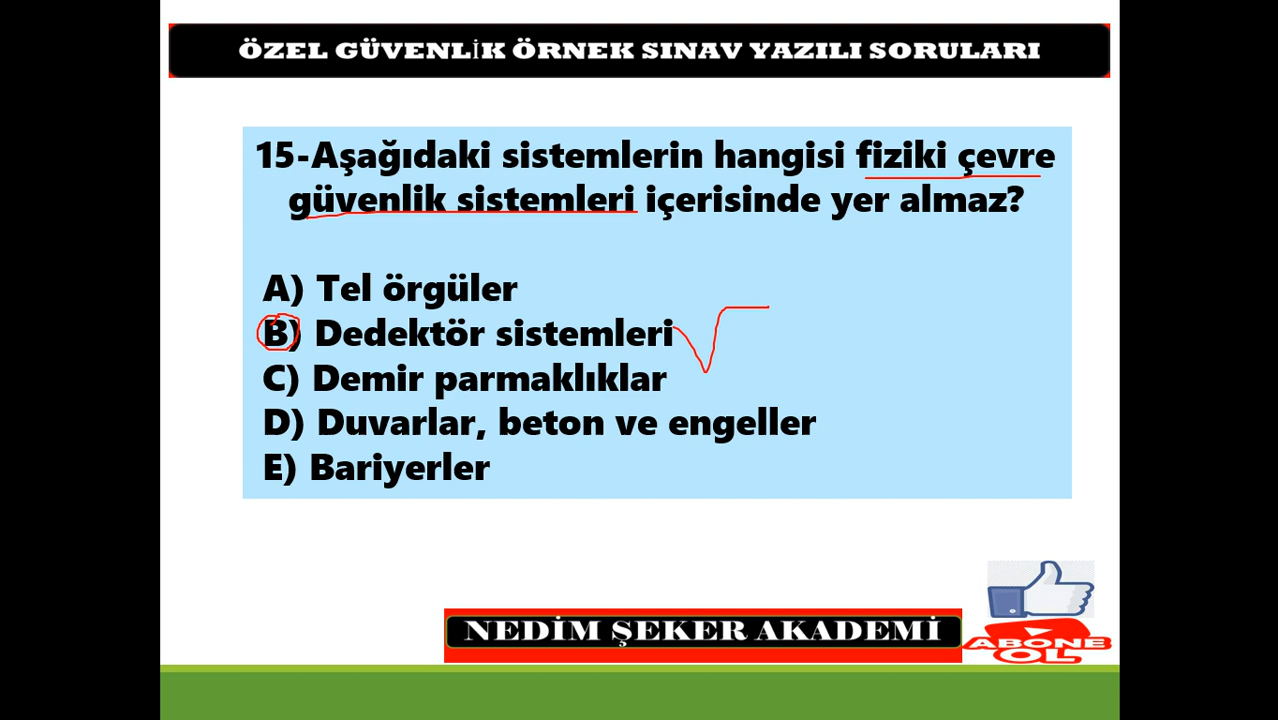 ÖZEL GÜVENLİK ÖRNEK SINAV YAZILI SORULARI
15-Aşağıdaki sistemlerin hangisi fiziki çevre
güvenlik sistemleri içerisinde yer almaz?
A) Tel örgüler
B) Dedektör sistemleri
C) Demir parmaklıklar
D) Duvarlar, beton ve engeller
E) Bariyerler
NEDİM ŞEKER AKADEMİ
ABONE
OL